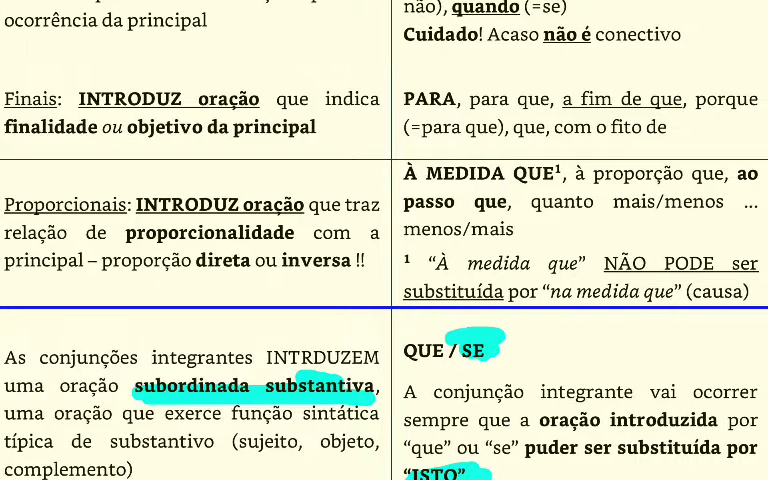 ocorrência da principal
Finais: INTRODUZ oração que indica
finalidade ou objetivo da principal
Proporcionais: INTRODUZ oração que traz
relação de proporcionalidade com a
principal – proporção direta ou inversa !!
As conjunções integrantes INTRDUZEM
uma oração subordinada substantiva,
uma oração que exerce função sintática
típica de substantivo (sujeito, objeto,
complemento)
não), quando (=se)
Cuidado! Acaso não é conectivo
PARA, para que, a fim de que, porque
(=para que), que, com o fito de
À MEDIDA QUE¹, à proporção que, ao
passo que, quanto mais/menos ...
menos/mais
¹ “À medida que” NÃO PODE ser
substituída por “na medida que” (causa)
QUE / SE
A conjunção integrante vai ocorrer
sempre que a oração introduzida por
“que” ou “se” puder ser substituída por
“ISTO”